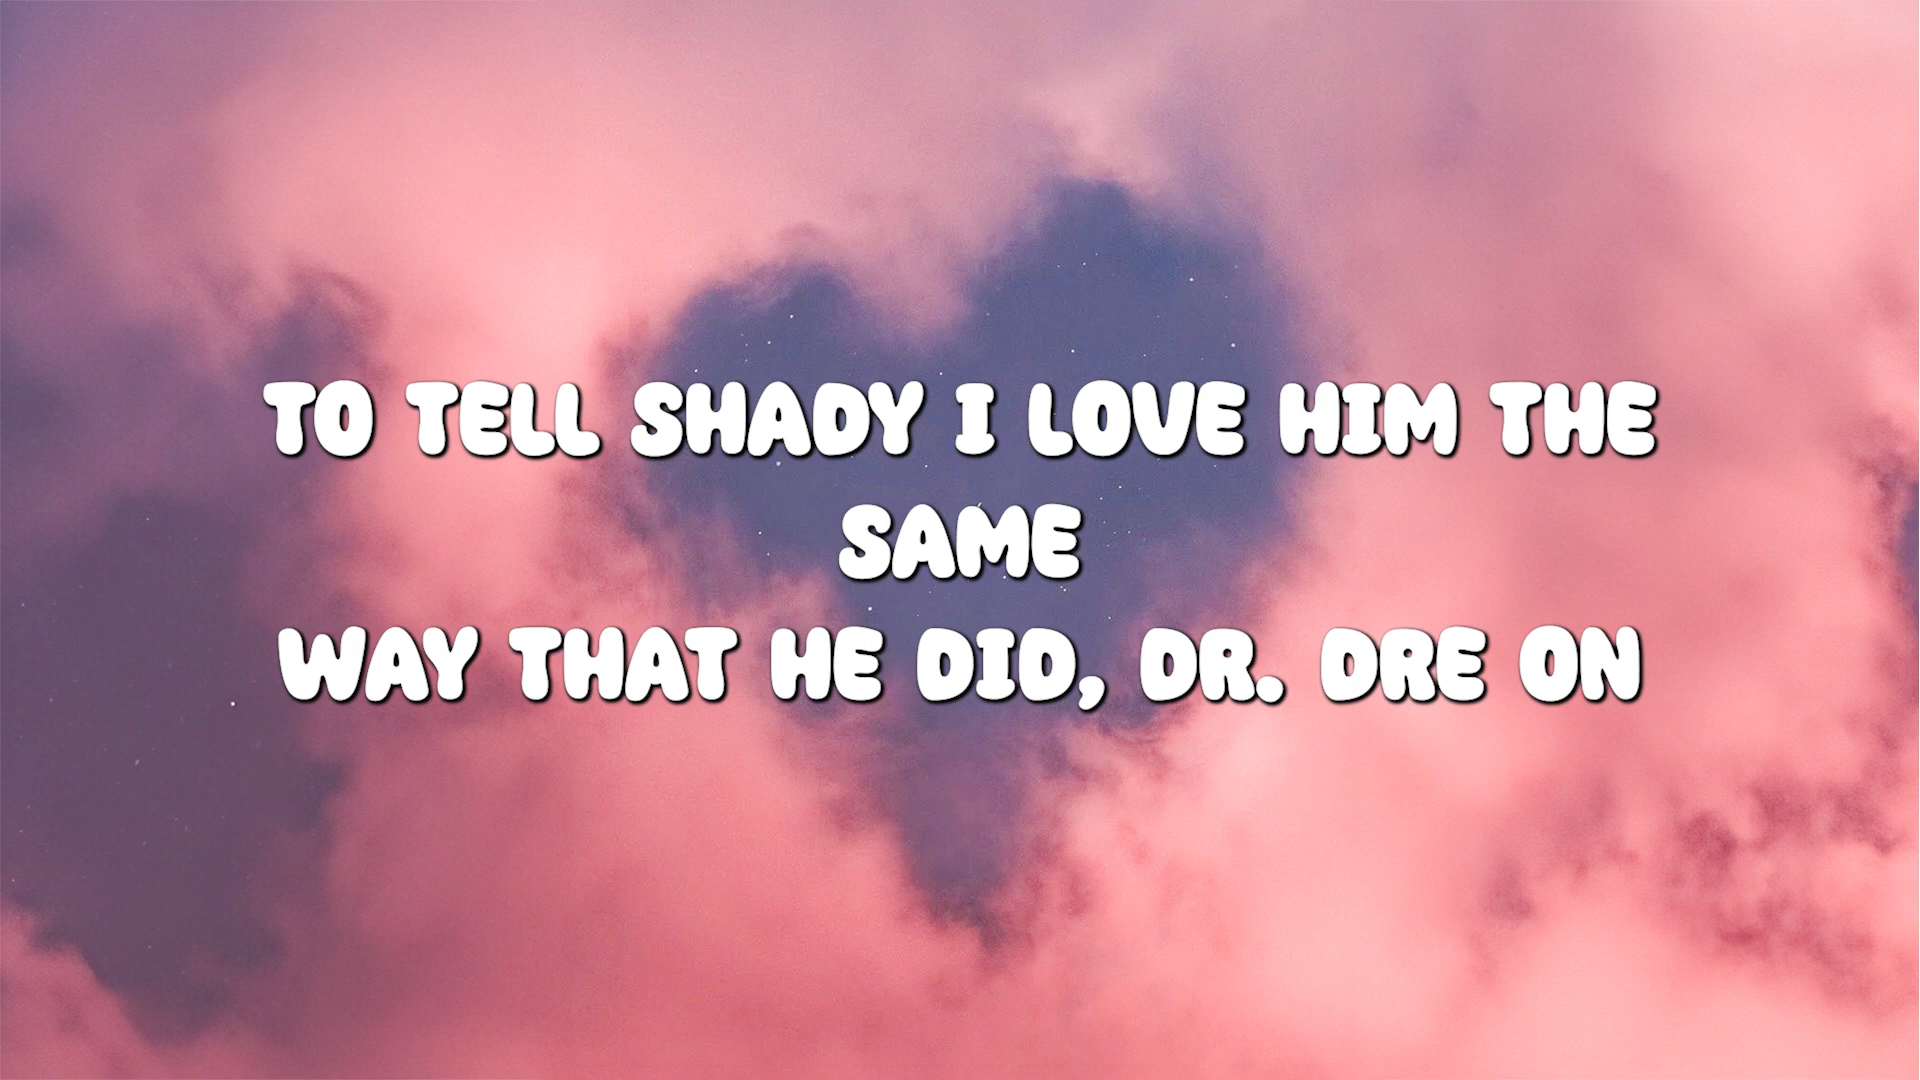 TO TELL SHADY I LOVE HIM THE
SAME
WAY THAT HE DID, DR. DRE ON